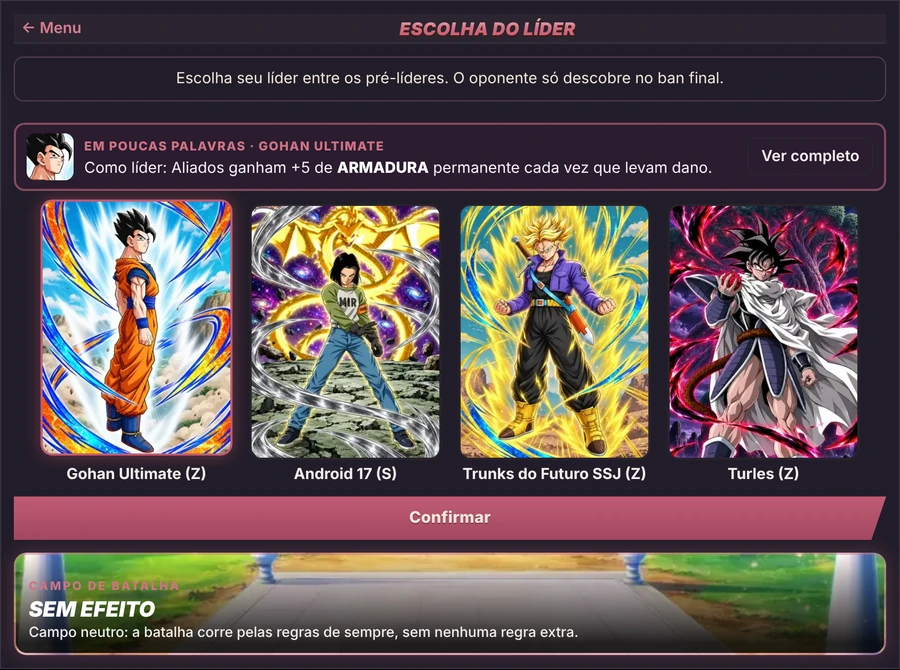 ← Menu
ESCOLHA DO LÍDER
Escolha seu líder entre os pré-líderes. O oponente só descobre no ban final.
EM POUCAS PALAVRAS · GOHAN ULTIMATE
Como líder: Aliados ganham +5 de ARMADURA permanente cada vez que levam dano.
Ver completo
MIR
Gohan Ultimate (Z)
Android 17 (S)
Trunks do Futuro SSJ (Z)
Turles (Z)
Confirmar
CAMPO DE BATALHA
SEM EFEITO
Campo neutro: a batalha corre pelas regras de sempre, sem nenhuma regra extra.